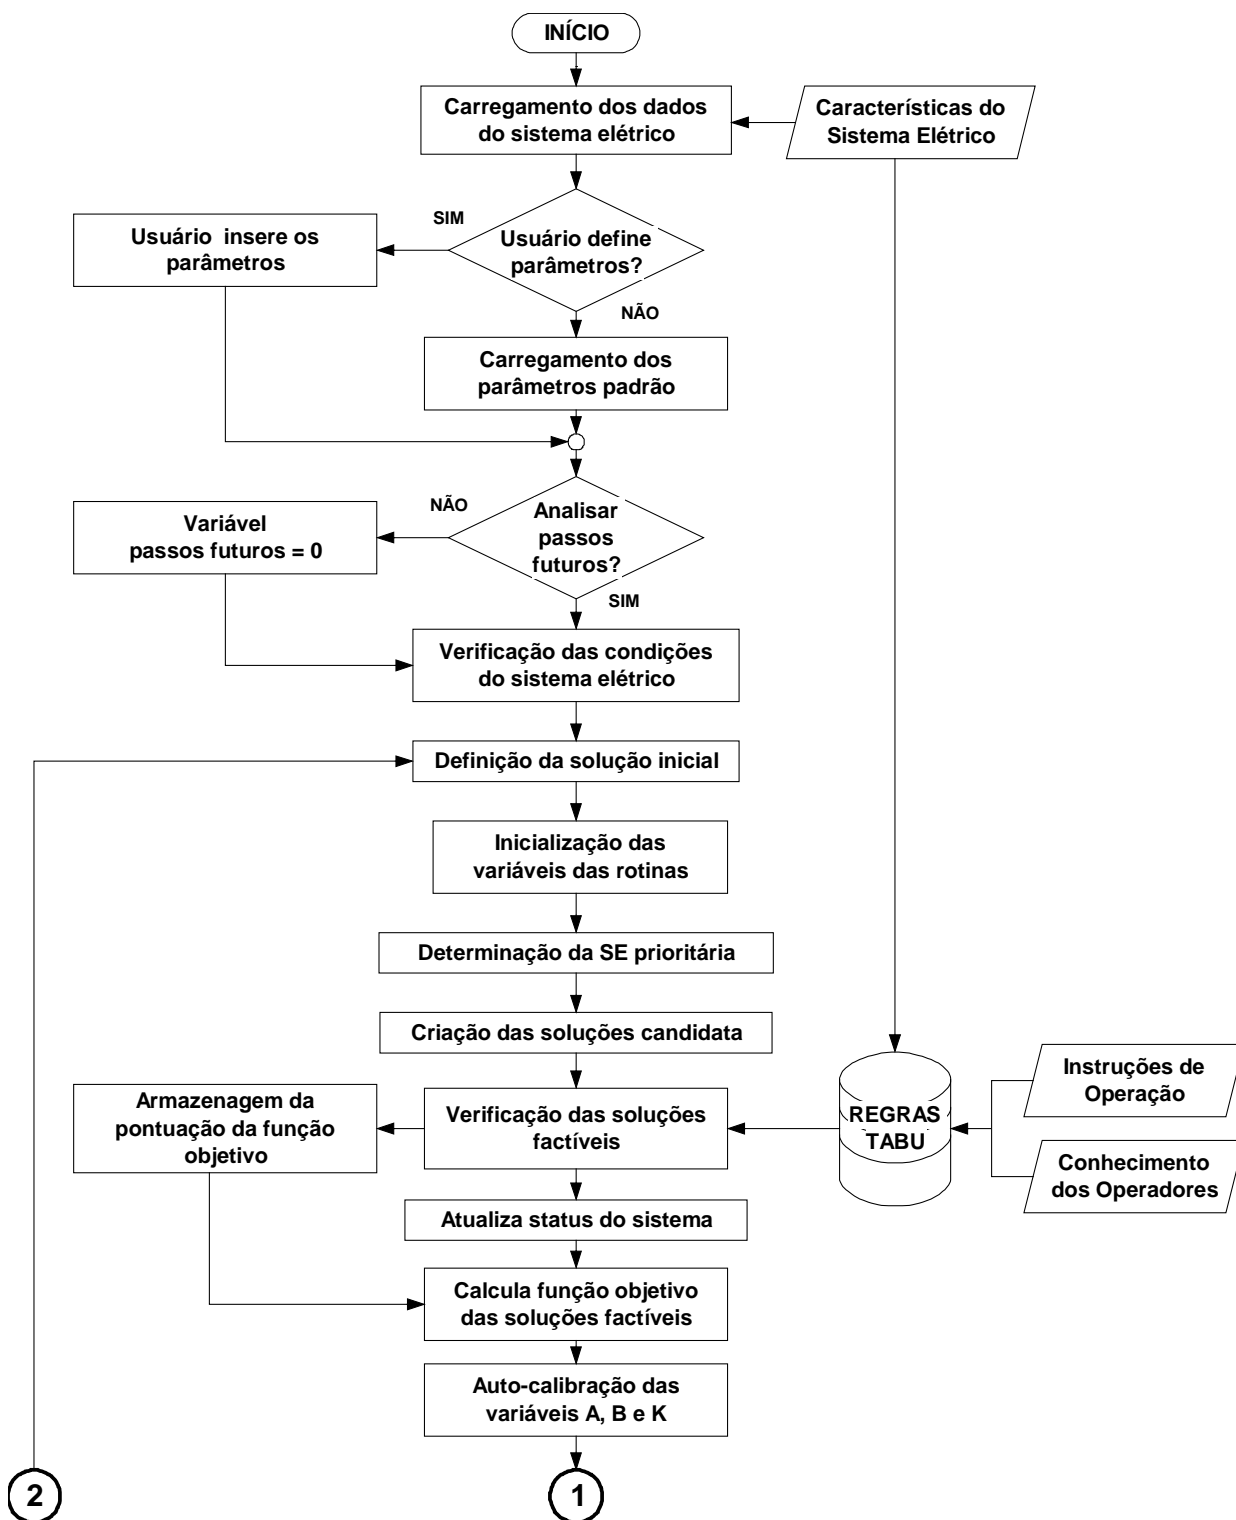 INÍCIO
Carregamento dos dados
do sistema elétrico
Características do
Sistema Elétrico
SIM
Usuário insere os
parâmetros
Usuário define
parâmetros?
NÃO
Carregamento dos
parâmetros padrão
NÃO
Variável
passos futuros = 0
Analisar
passos
futuros?
SIM
Verificação das condições
do sistema elétrico
Definição da solução inicial
Inicialização das
variáveis das rotinas
Determinação da SE prioritária
Criação das soluções candidata
Armazenagem da
pontuação da função
objetivo
Verificação das soluções
factíveis
REGRAS
TABU
Instruções de
Operação
Conhecimento
dos Operadores
Atualiza status do sistema
Calcula função objetivo
das soluções factíveis
Auto-calibração das
variáveis A, B e K
2
1